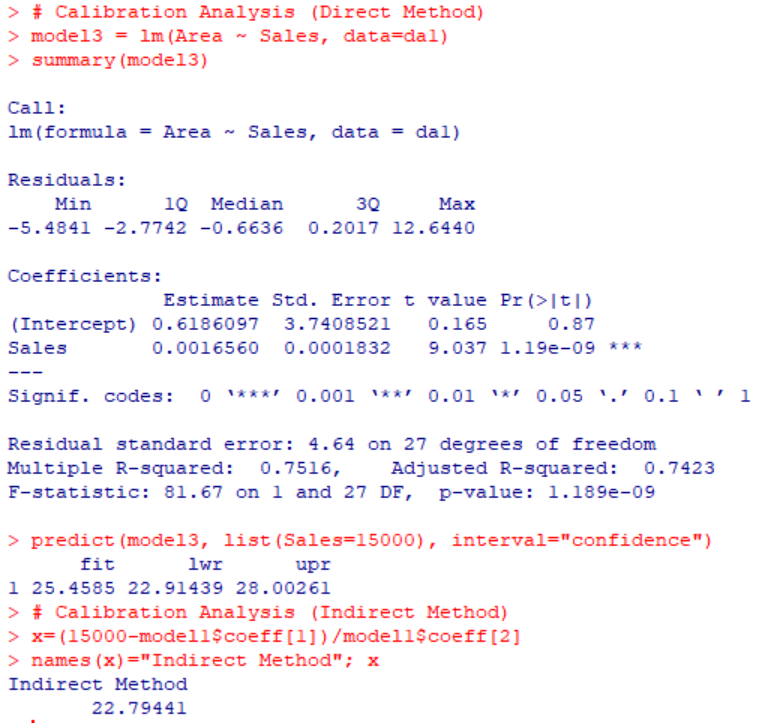 > # Calibration Analysis (Direct Method)
> model3 = lm(Area ~ Sales, data=da1)
> summary(model3)
Call:
lm(formula = Area ~ Sales, data = da1)
Residuals:
    Min      1Q  Median      3Q     Max
-5.4841 -2.7742 -0.6636  0.2017 12.6440
Coefficients:
             Estimate Std. Error t value Pr(>|t|)
(Intercept) 0.6186097  3.7408521   0.165     0.87
Sales       0.0016560  0.0001832   9.037 1.19e-09 ***
---
Signif. codes:  0 ‘***’ 0.001 ‘**’ 0.01 ‘*’ 0.05 ‘.’ 0.1 ‘ ’ 1
Residual standard error: 4.64 on 27 degrees of freedom
Multiple R-squared:  0.7516,    Adjusted R-squared:  0.7423
F-statistic: 81.67 on 1 and 27 DF,  p-value: 1.189e-09
> predict(model3, list(Sales=15000), interval="confidence")
      fit      lwr      upr
1 25.4585 22.91439 28.00261
> # Calibration Analysis (Indirect Method)
> x=(15000-model1$coeff[1])/model1$coeff[2]
> names(x)="Indirect Method"; x
Indirect Method
       22.79441